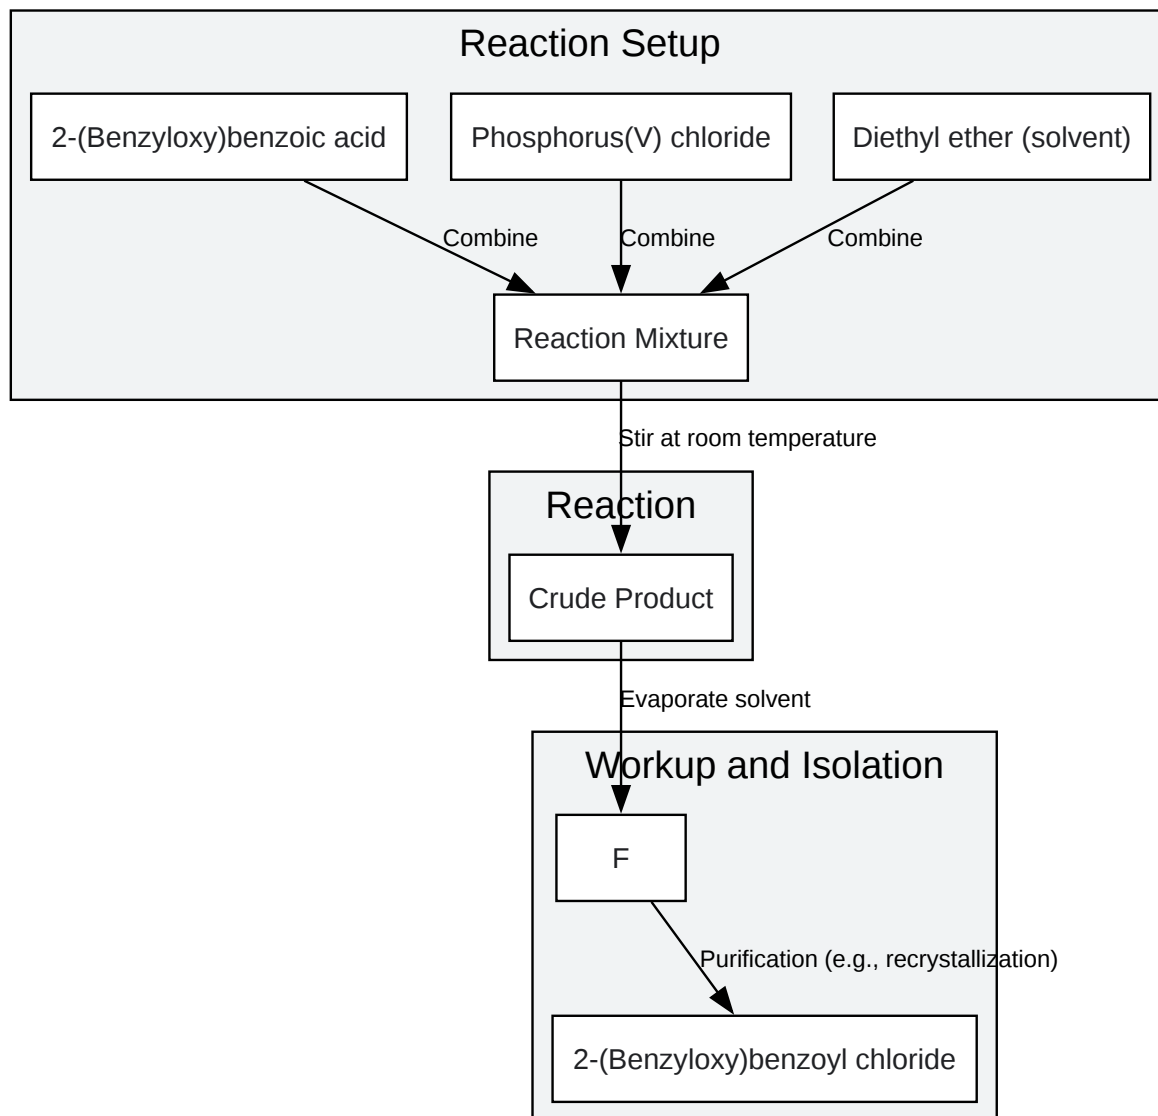 Reaction Setup
2-(Benzyloxy)benzoic acid
Phosphorus(V) chloride
Diethyl ether (solvent)
Combine
Combine
Combine
Reaction Mixture
Stir at room temperature
Reaction
Crude Product
Evaporate solvent
Workup and Isolation
F
Purification (e.g., recrystallization)
2-(Benzyloxy)benzoyl chloride